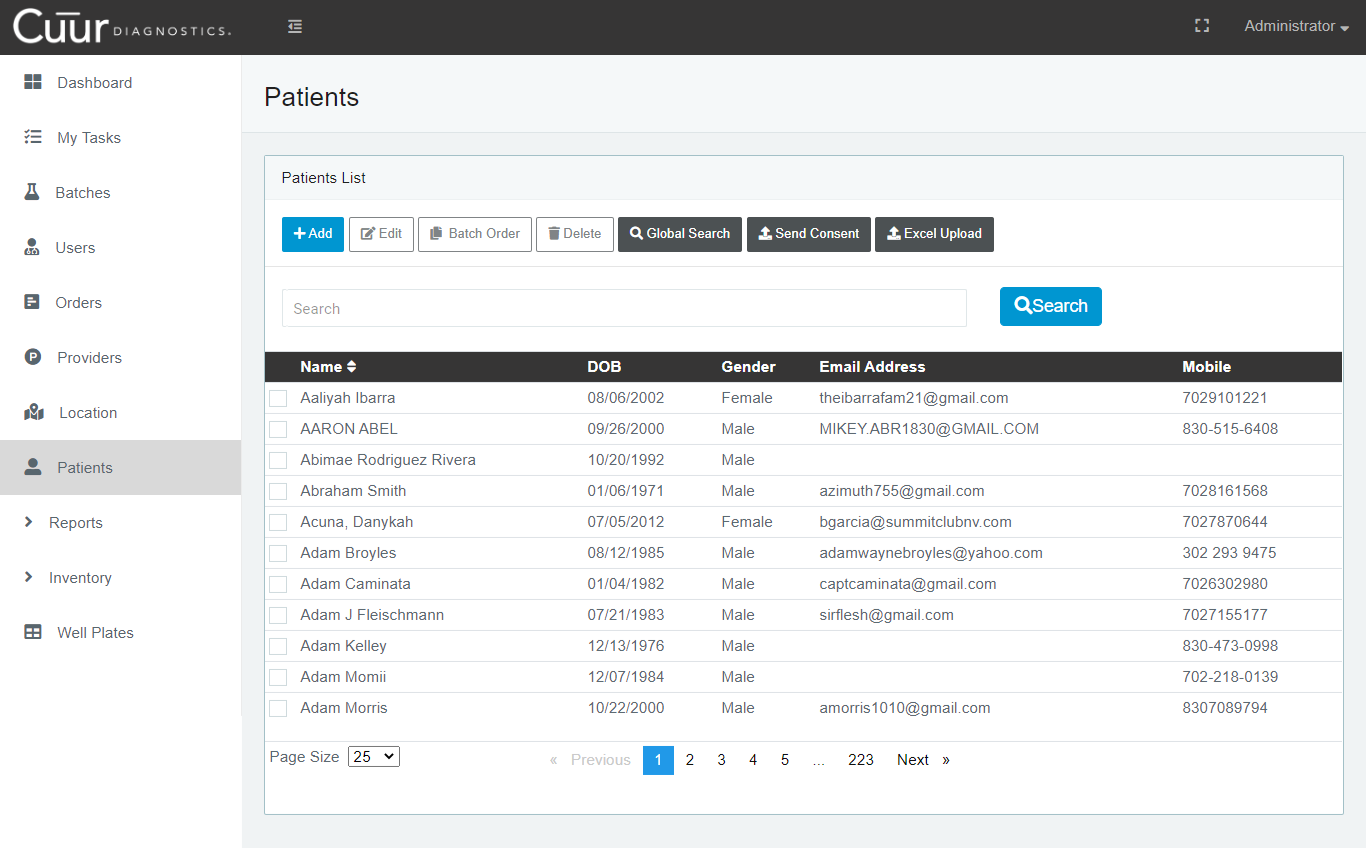 Cuur DIAGNOSTICS.
Administrator
Dashboard
My Tasks
Batches
Users
Orders
Providers
Location
Patients
Reports
Inventory
Well Plates
Patients
Patients List
Add Edit Batch Order Delete Global Search Send Consent Excel Upload
Search Search
Name DOB Gender Email Address Mobile
Aaliyah Ibarra 08/06/2002 Female theibarrafam21@gmail.com 7029101221
AARON ABEL 09/26/2000 Male MIKEY.ABR1830@GMAIL.COM 830-515-6408
Abimae Rodriguez Rivera 10/20/1992 Male
Abraham Smith 01/06/1971 Male azimuth755@gmail.com 7028161568
Acuna, Danykah 07/05/2012 Female bgarcia@summitclubnv.com 7027870644
Adam Broyles 08/12/1985 Male adamwaynebroyles@yahoo.com 302 293 9475
Adam Caminata 01/04/1982 Male captcaminata@gmail.com 7026302980
Adam J Fleischmann 07/21/1983 Male sirflesh@gmail.com 7027155177
Adam Kelley 12/13/1976 Male 830-473-0998
Adam Momii 12/07/1984 Male 702-218-0139
Adam Morris 10/22/2000 Male amorris1010@gmail.com 8307089794
Page Size 25 « Previous 1 2 3 4 5 ... 223 Next »